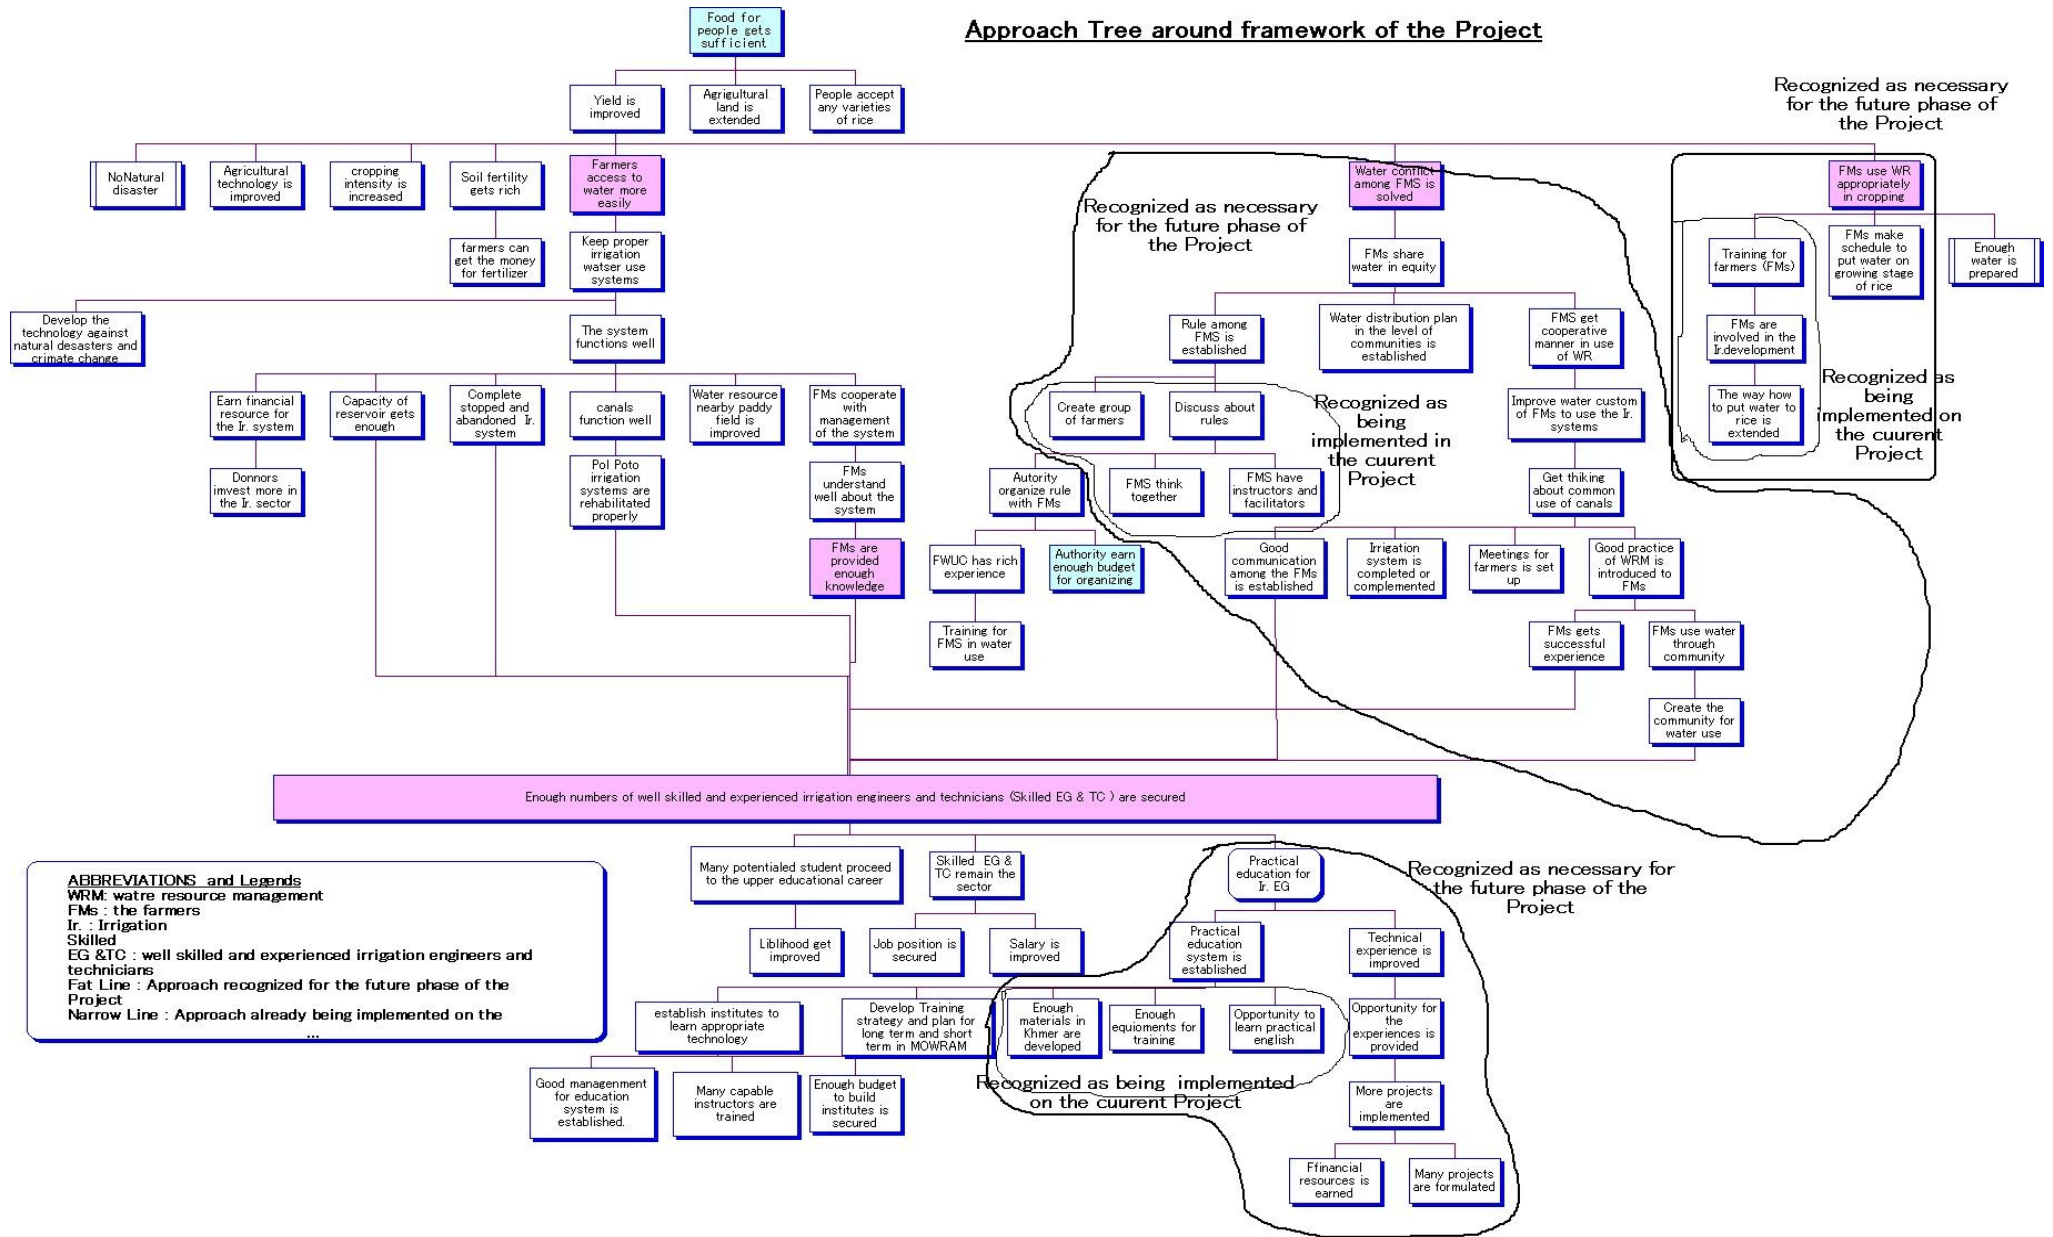 Approach Tree around framework of the Project
Food for
people gets
sufficient
Yield is
improved
Agrigultural
land is
extended
People accept
any varieties
of rice
Recognized as necessary
for the future phase of
the Project
NoNatural
disaster
Agricultural
technology is
improved
cropping
intensity is
increased
Soil fertility
gets rich
Farmers
access to
water more
easily
Water conflict
among FMS is
solved
FMs use WR
appropriately
in cropping
Recognized as necessary
for the future phase of
the Project
farmers can
get the money
for fertilizer
Keep proper
irrigation
watser use
systems
FMs share
water in equity
Training for
farmers (FMs)
FMs make
schedule to
put water on
growing stage
of rice
Enough
water is
prepared
Develop the
technology against
natural desasters and
crimate change
The system
functions well
Rule among
FMS is
established
Water distribution plan
in the level of
communities is
established
FMS get
cooperative
manner in use
of WR
FMs are
involved in the
Ir.development
Earn financial
resource for
the Ir. system
Capacity of
reservoir gets
enough
Complete
stopped and
abandoned Ir.
system
canals
function well
Water resource
nearby paddy
field is
improved
FMs cooperate
with
management
of the system
Create group
of farmers
Discuss about
rules
Recognized as
being
implemented in
the cuurent
Project
Improve water custom
of FMs to use the Ir.
systems
The way how
to put water to
rice is
extended
Recognized as
being
implemented on
the cuurent
Project
Donnors
imvest more in
the Ir. sector
Pol Poto
irrigation
systems are
rehabilitated
properly
FMs
understand
well about the
system
Autority
organize rule
with FMs
FMS think
together
FMS have
instructors and
facilitators
Get thiking
about common
use of canals
FMs are
provided
enough
knowledge
FWUC has rich
experience
Authority earn
enough budget
for organizing
Good
communication
among the FMs
is established
Irrigation
system is
completed or
complemented
Meetings for
farmers is set
up
Good practice
of WRM is
introduced to
FMs
Training for
FMS in water
use
FMs gets
successful
experience
FMs use water
through
community
Create the
community for
water use
Enough numbers of well skilled and experienced irrigation engineers and technicians (Skilled EG & TC ) are secured
Many potentialed student proceed
to the upper educational career
Skilled EG &
TC remain the
sector
Practical
education for
Ir. EG
Recognized as necessary for
the future phase of the
Project
ABBREVIATIONS and Legends
WRM: watre resource management
FMs : the farmers
Ir. : Irrigation
Skilled
EG &TC : well skilled and experienced irrigation engineers and
technicians
Fat Line : Approach recognized for the future phase of the
Project
Narrow Line : Approach already being implemented on the
...
Liblihood get
improved
Job position is
secured
Salary is
improved
Practical
education
system is
established
Technical
experience is
improved
establish institutes to
learn appropriate
technology
Develop Training
strategy and plan for
long term and short
term in MOWRAM
Enough
materials in
Khmer are
developed
Enough
equioments for
training
Opportunity to
learn practical
english
Opportunity for
the
experiences is
provided
Good managenment
for education
system is
established.
Many capable
instructors are
trained
Enough budget
to build
institutes is
secured
Recognized as being implemented
on the cuurent Project
More projects
are
implemented
Ffinancial
resources is
earned
Many projects
are formulated